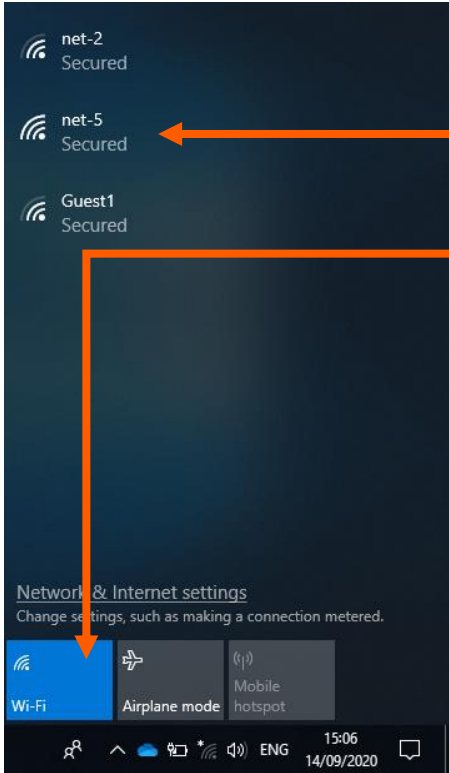 net-2
Secured
net-5
Secured
Guest1
Secured
Network & Internet settings
Change settings, such as making a connection metered.
Wi-Fi
Airplane mode
Mobile
hotspot
ENG
15:06
14/09/2020